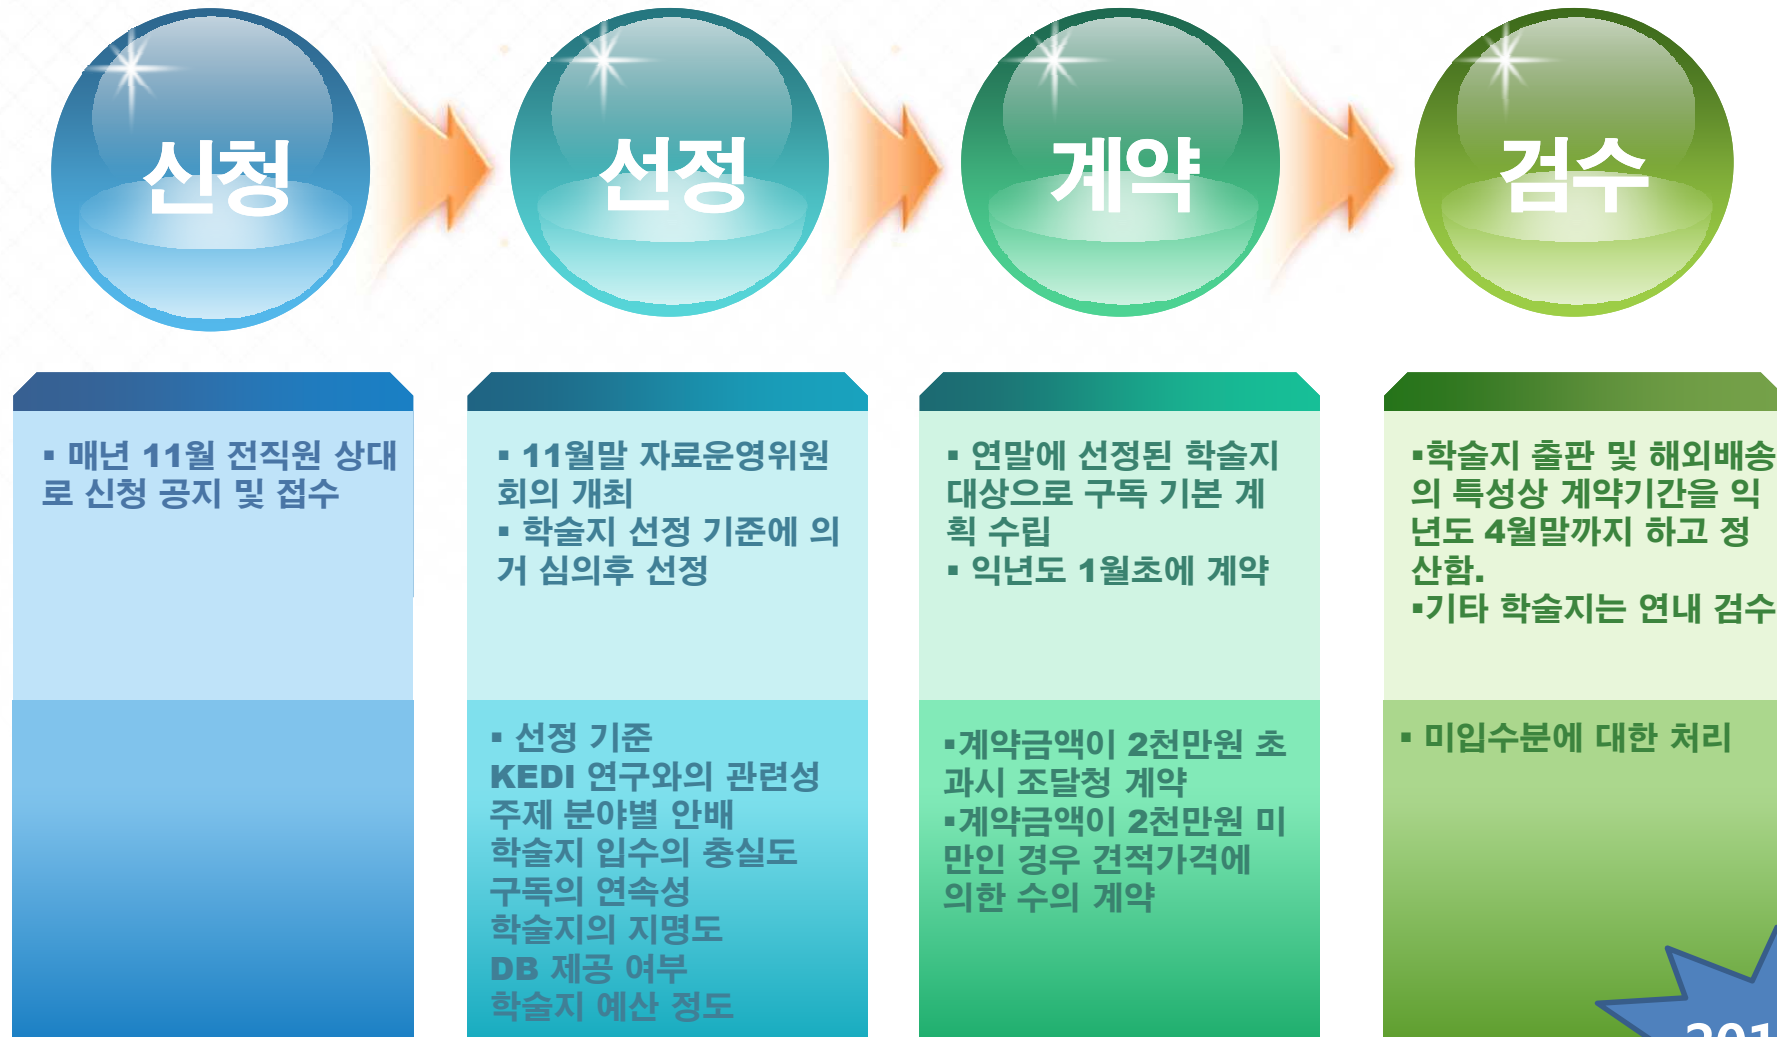 신청
선정
계약
검수
▪ 매년 11월 전직원 상대
로 신청 공지 및 접수
▪ 11월말 자료운영위원
회의 개최
▪ 학술지 선정 기준에 의
거 심의후 선정
▪ 선정 기준
KEDI 연구와의 관련성
주제 분야별 안배
학술지 입수의 충실도
구독의 연속성
학술지의 지명도
DB 제공 여부
학술지 예산 정도
▪ 연말에 선정된 학술지
대상으로 구독 기본 계
획 수립
▪ 익년도 1월초에 계약
▪계약금액이 2천만원 초
과시 조달청 계약
▪계약금액이 2천만원 미
만인 경우 견적가격에
의한 수의 계약
▪학술지 출판 및 해외배송
의 특성상 계약기간을 익
년도 4월말까지 하고 정
산함.
▪기타 학술지는 연내 검수
▪ 미입수분에 대한 처리